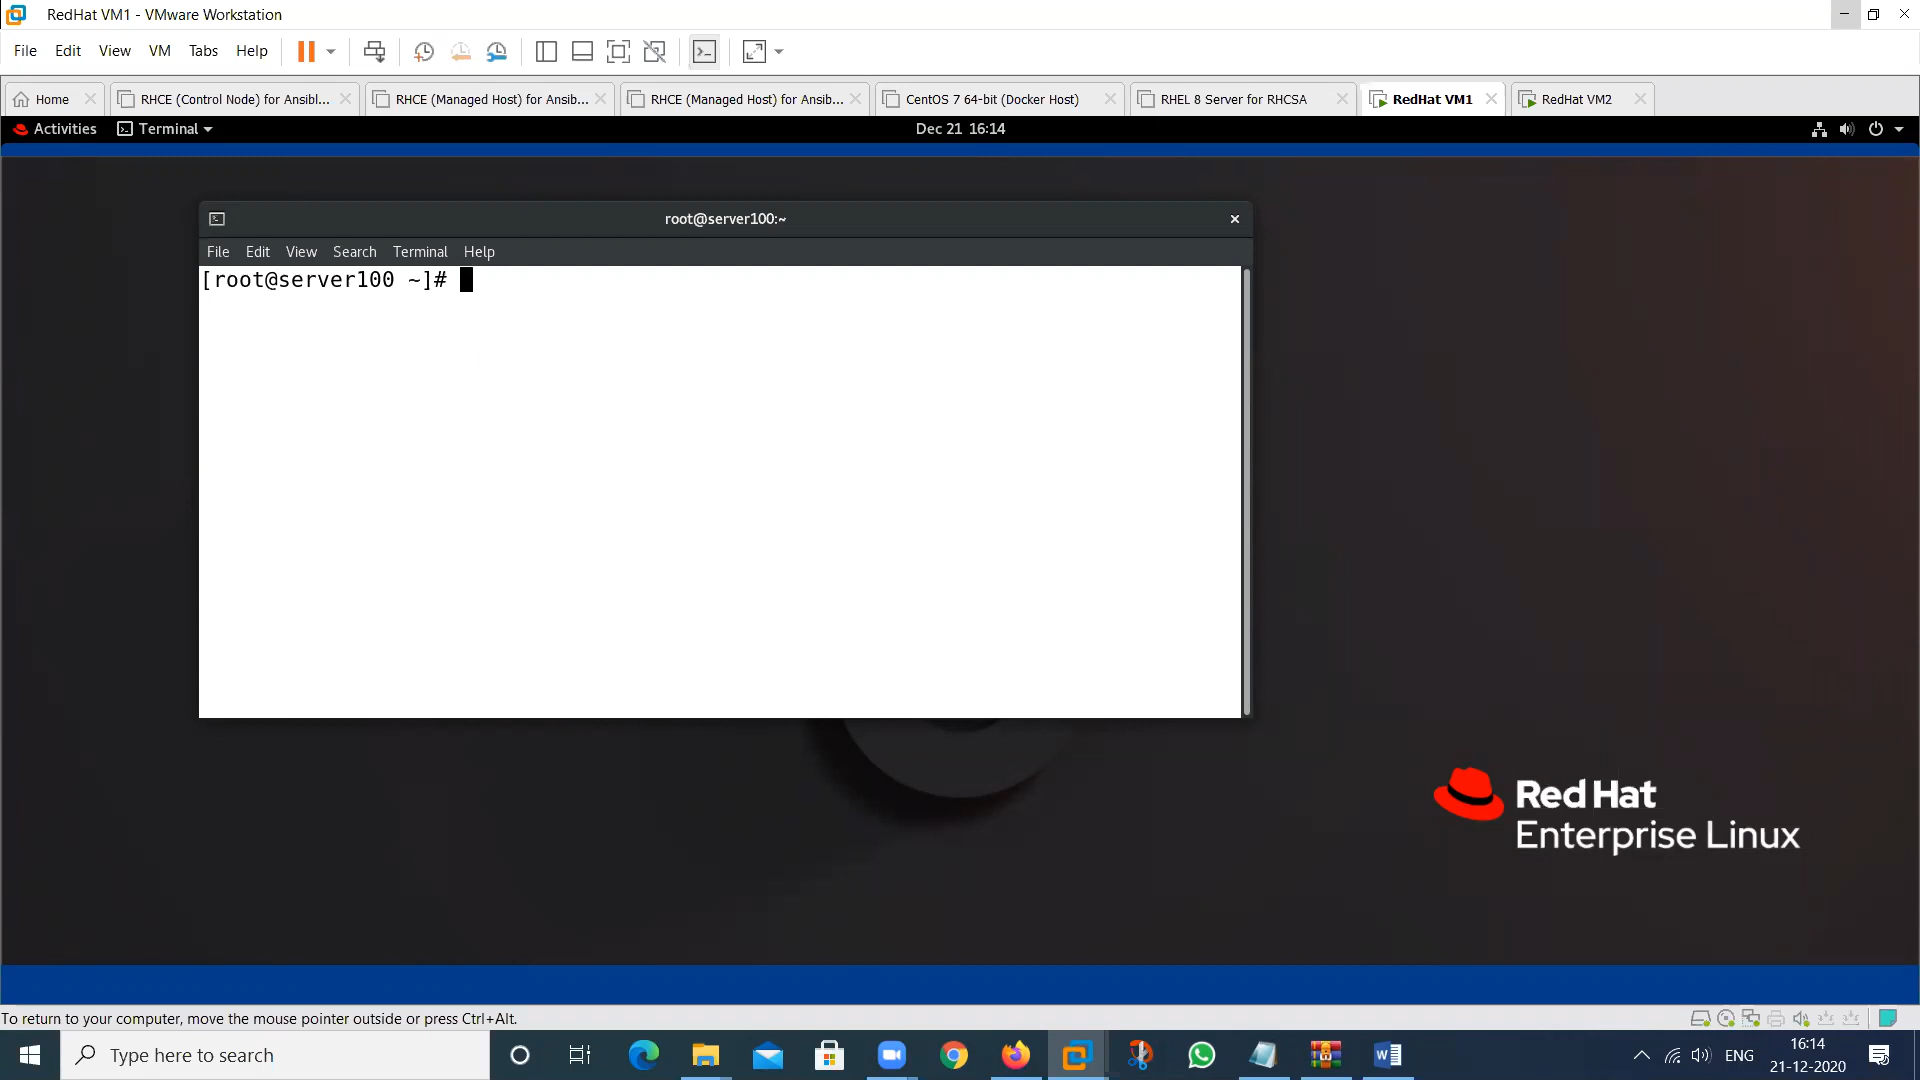 RedHat VM1 - VMware Workstation
File Edit View VM Tabs Help
Home RHCE (Control Node) for Ansibl... RHCE (Managed Host) for Ansib... RHCE (Managed Host) for Ansib... CentOS 7 64-bit (Docker Host) RHEL 8 Server for RHCSA RedHat VM1 RedHat VM2
Activities Terminal Dec 21 16:14
root@server100:~
File Edit View Search Terminal Help
[root@server100 ~]#
Red Hat
Enterprise Linux
To return to your computer, move the mouse pointer outside or press Ctrl+Alt.
Type here to search
ENG
16:14
21-12-2020